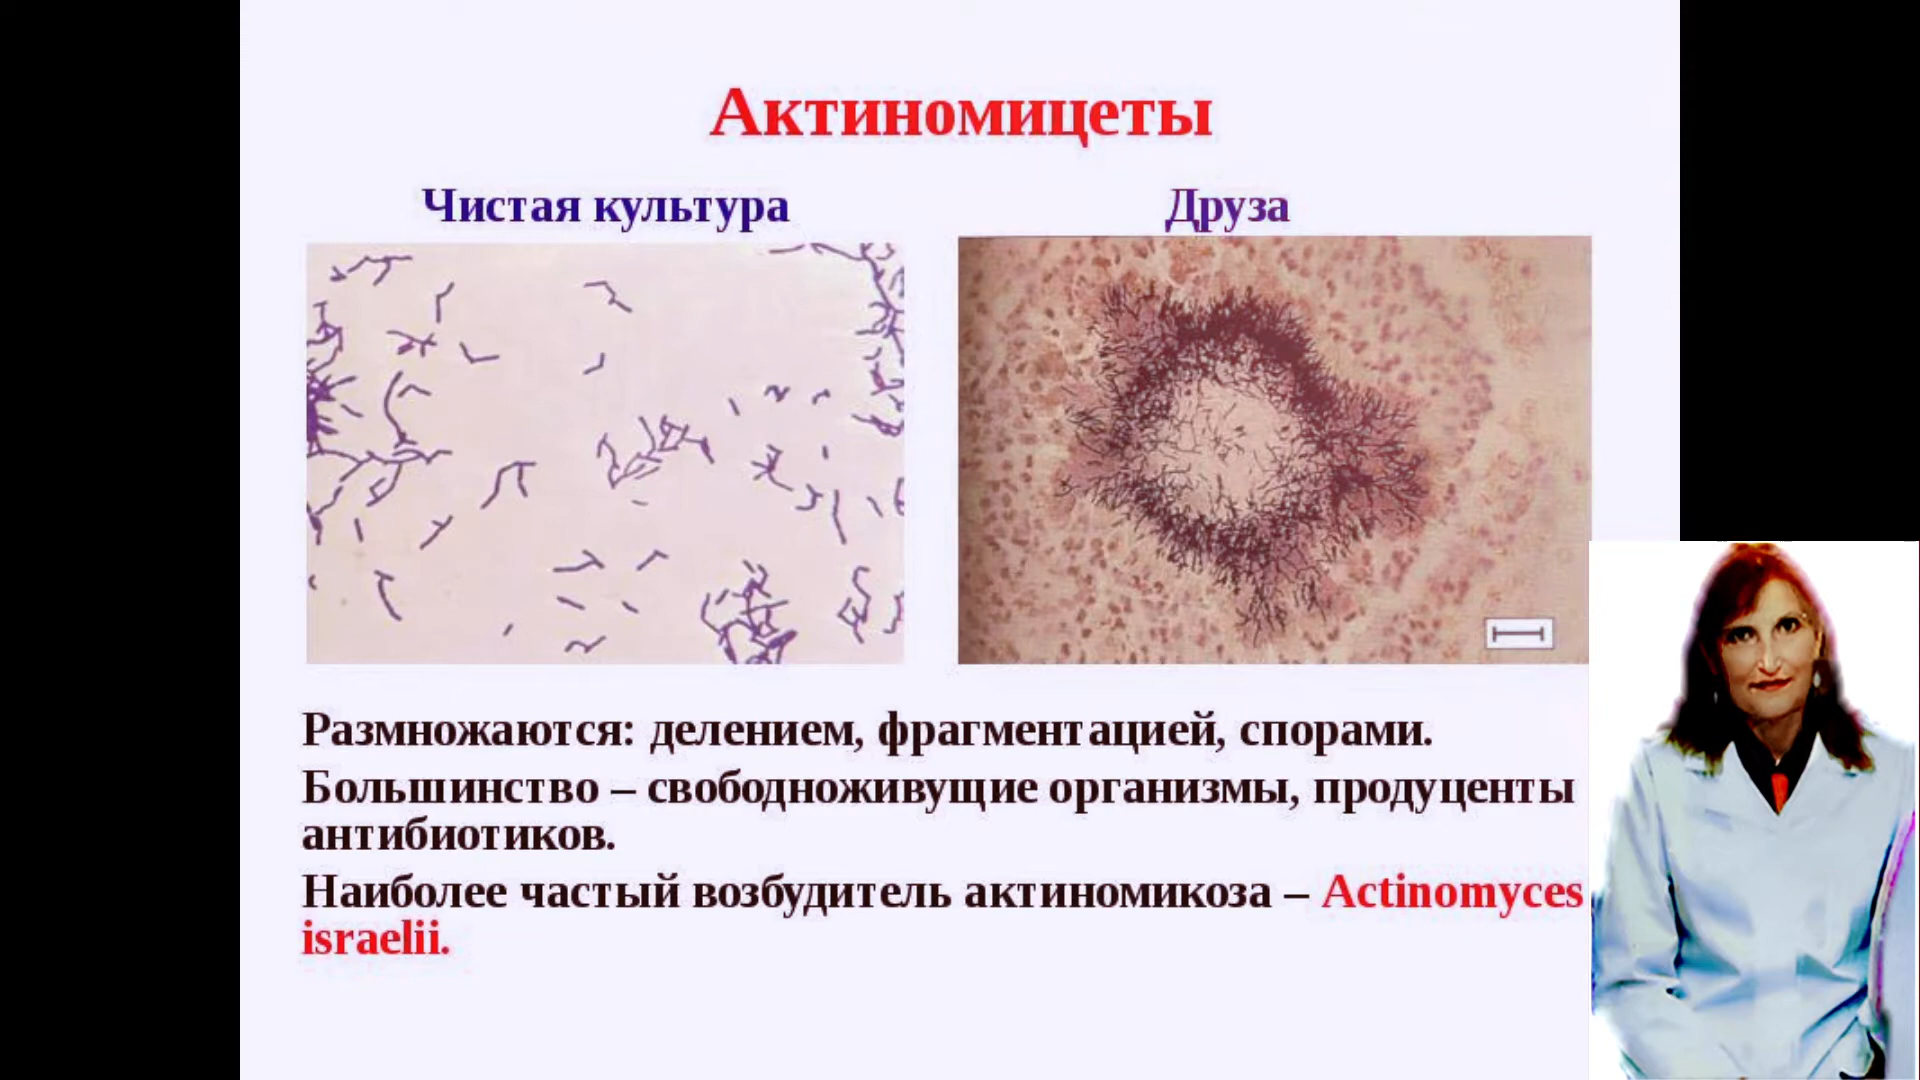 Актиномицеты
Чистая культура
Друза
Размножаются: делением, фрагментацией, спорами.
Большинство – свободноживущие организмы, продуценты
антибиотиков.
Наиболее частый возбудитель актиномикоза – Actinomyces
israelii.